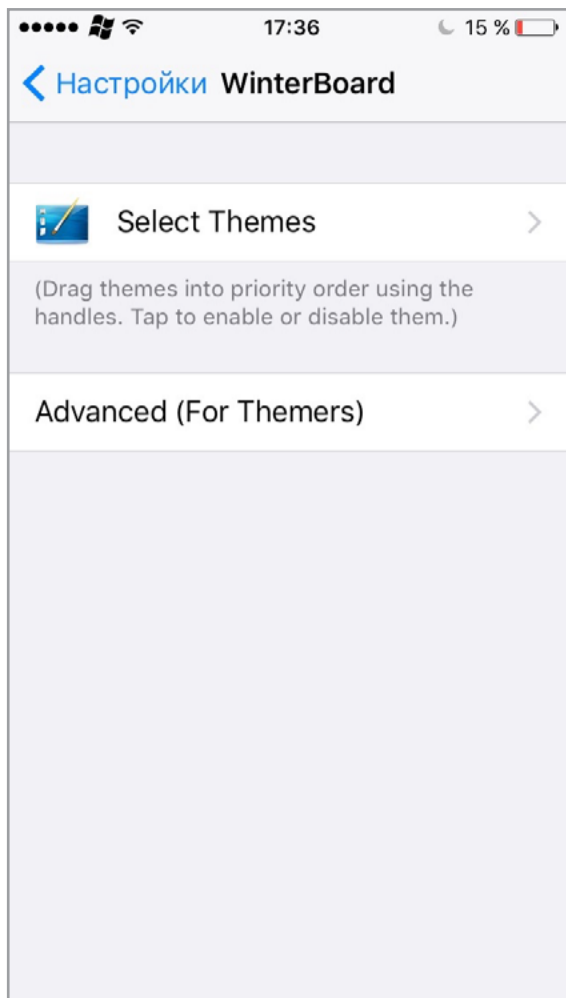 17:36 15 %
Настройки WinterBoard
Select Themes
(Drag themes into priority order using the
handles. Tap to enable or disable them.)
Advanced (For Themers)